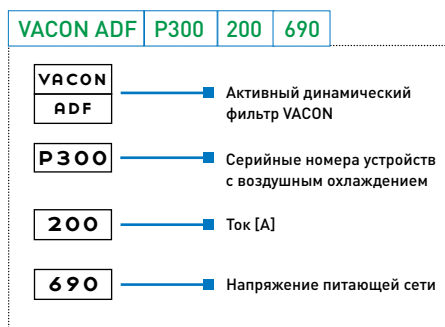 VACON ADF P300 200 690
VACON
ADF
Активный динамический
фильтр VACON
P300
Серийные номера устройств
с воздушным охлаждением
200
Ток [A]
690
Напряжение питающей сети